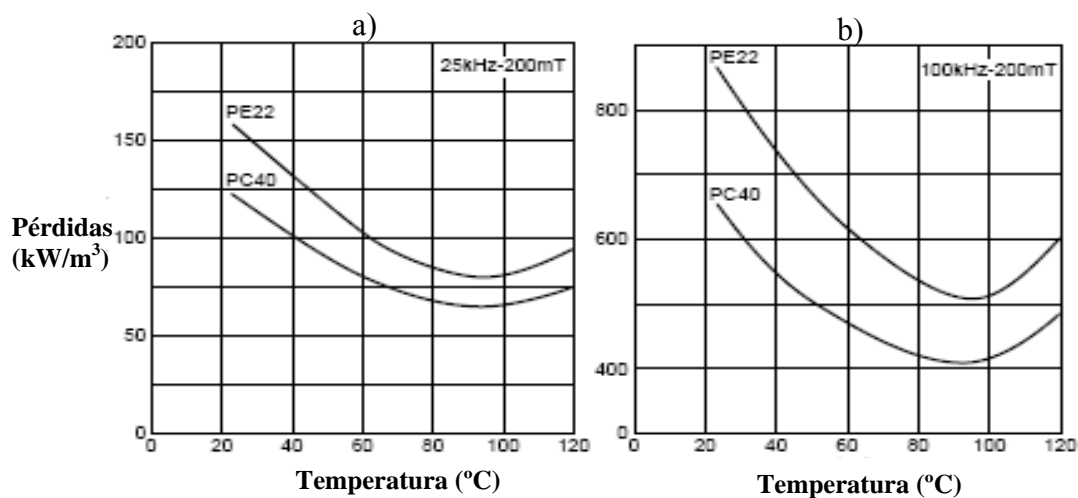 a)
25kHz-200mT
200
150
100
50
0
PE22
PC40
Pérdidas
(kW/m³)
0 20 40 60 80 100 120
Temperatura (ºC)
b)
PE22
100kHz-200mT
800
600
400
0
PC40
0 20 40 60 80 100 120
Temperatura (ºC)